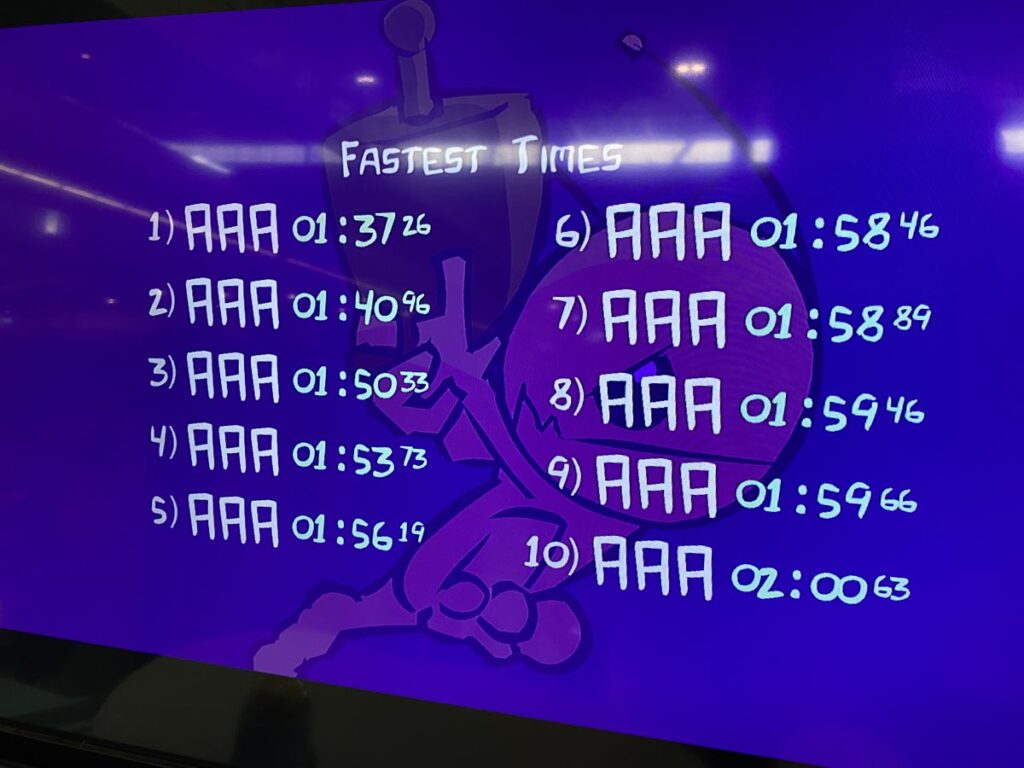 Fastest Times
1) AAA 01:37 26
2) AAA 01:40 96
3) AAA 01:50 33
4) AAA 01:53 73
5) AAA 01:56 19
6) AAA 01:58 46
7) AAA 01:58 89
8) AAA 01:59 46
9) AAA 01:59 66
10) AAA 02:00 63